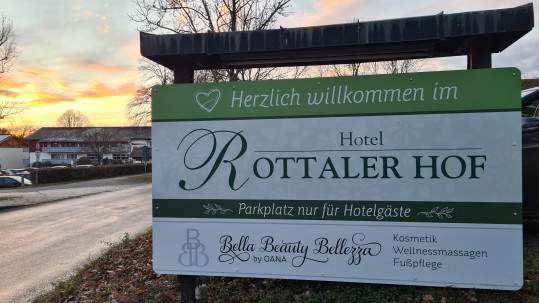 Herzlich willkommen im
Hotel
ROTTALER HOF
Parkplatz nur für Hotelgäste
Bella Beauty Bellezza
by OANA
Kosmetik
Wellnessmassagen
Fußpflege